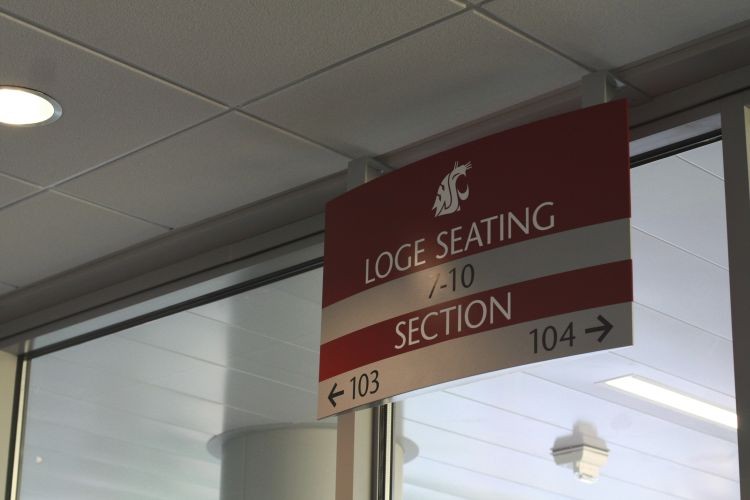 LOGE SEATING
7-10
SECTION
← 103 104 →